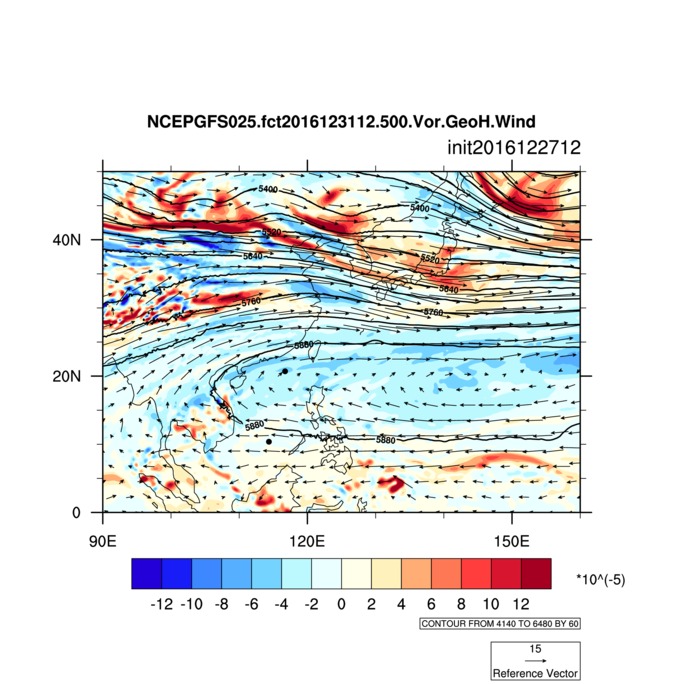 NCEPGFS025.fct2016123112.500.Vor.GeoH.Wind
init2016122712
5400
5400
40N
5520
5520
5640
5640
5760
5760
5880
20N
5880
5880
0
90E 120E 150E
-12 -10 -8 -6 -4 -2 0 2 4 6 8 10 12
*10^(-5)
CONTOUR FROM 4140 TO 6480 BY 60
15
Reference Vector